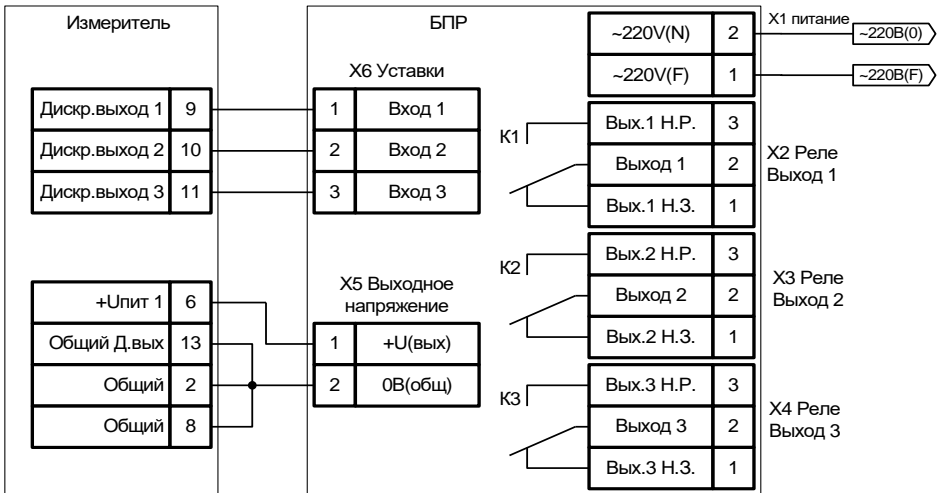 Измеритель
Дискр.выход 1 9
Дискр.выход 2 10
Дискр.выход 3 11
+Uпит 1 6
Общий Д.вых 13
Общий 2
Общий 8
БПР
X6 Уставки
1 Вход 1
2 Вход 2
3 Вход 3
X5 Выходное
напряжение
1 +U(вых)
2 0В(общ)
~220V(N) 2
~220V(F) 1
X1 питание
~220В(0)
~220В(F)
К1
Вых.1 Н.Р. 3
Выход 1 2
Вых.1 Н.З. 1
X2 Реле
Выход 1
К2
Вых.2 Н.Р. 3
Выход 2 2
Вых.2 Н.З. 1
X3 Реле
Выход 2
К3
Вых.3 Н.Р. 3
Выход 3 2
Вых.3 Н.З. 1
X4 Реле
Выход 3